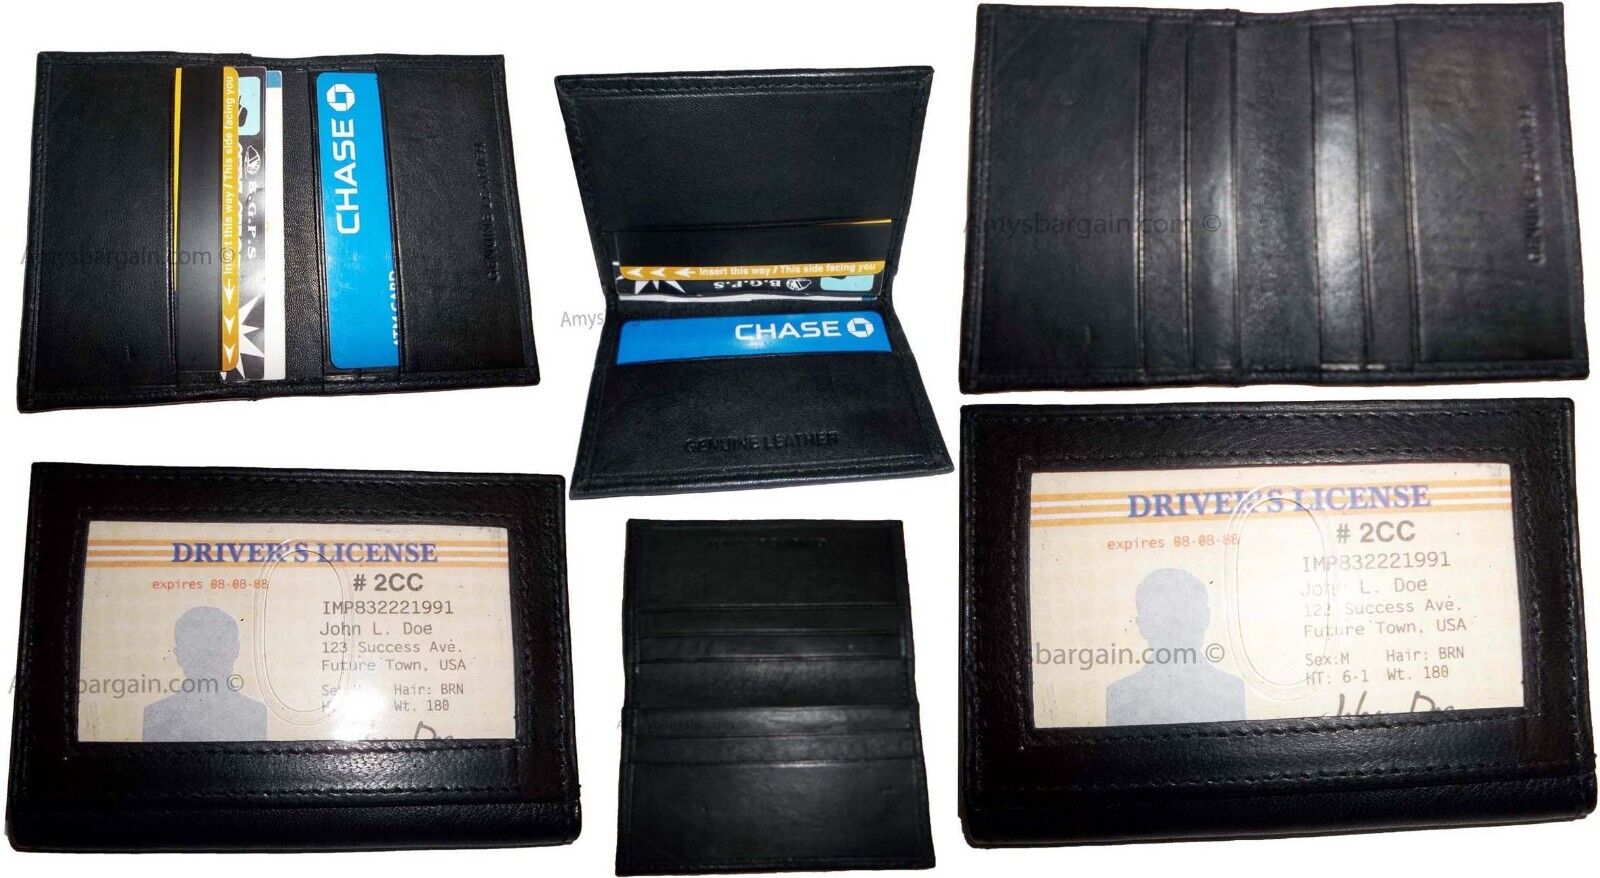 Insert this way / This side facing you
B.G.P.S
CHASE
ATM CARD
GENUINE LEATHER
Amysbargain.com ©
Insert this way / This side facing you
B.G.P.S
CHASE
GENUINE LEATHER
Amysbargain.com ©
GENUINE LEATHER
DRIVER'S LICENSE
expires 08-08-88
# 2CC
IMP832221991
John L. Doe
123 Success Ave.
Future Town, USA
Hair: BRN
Wt. 180
Amysbargain.com ©
DRIVER'S LICENSE
expires 08-08-88
# 2CC
IMP832221991
John L. Doe
123 Success Ave.
Future Town, USA
Sex:M Hair: BRN
HT: 6-1 Wt. 180
Amysbargain.com ©